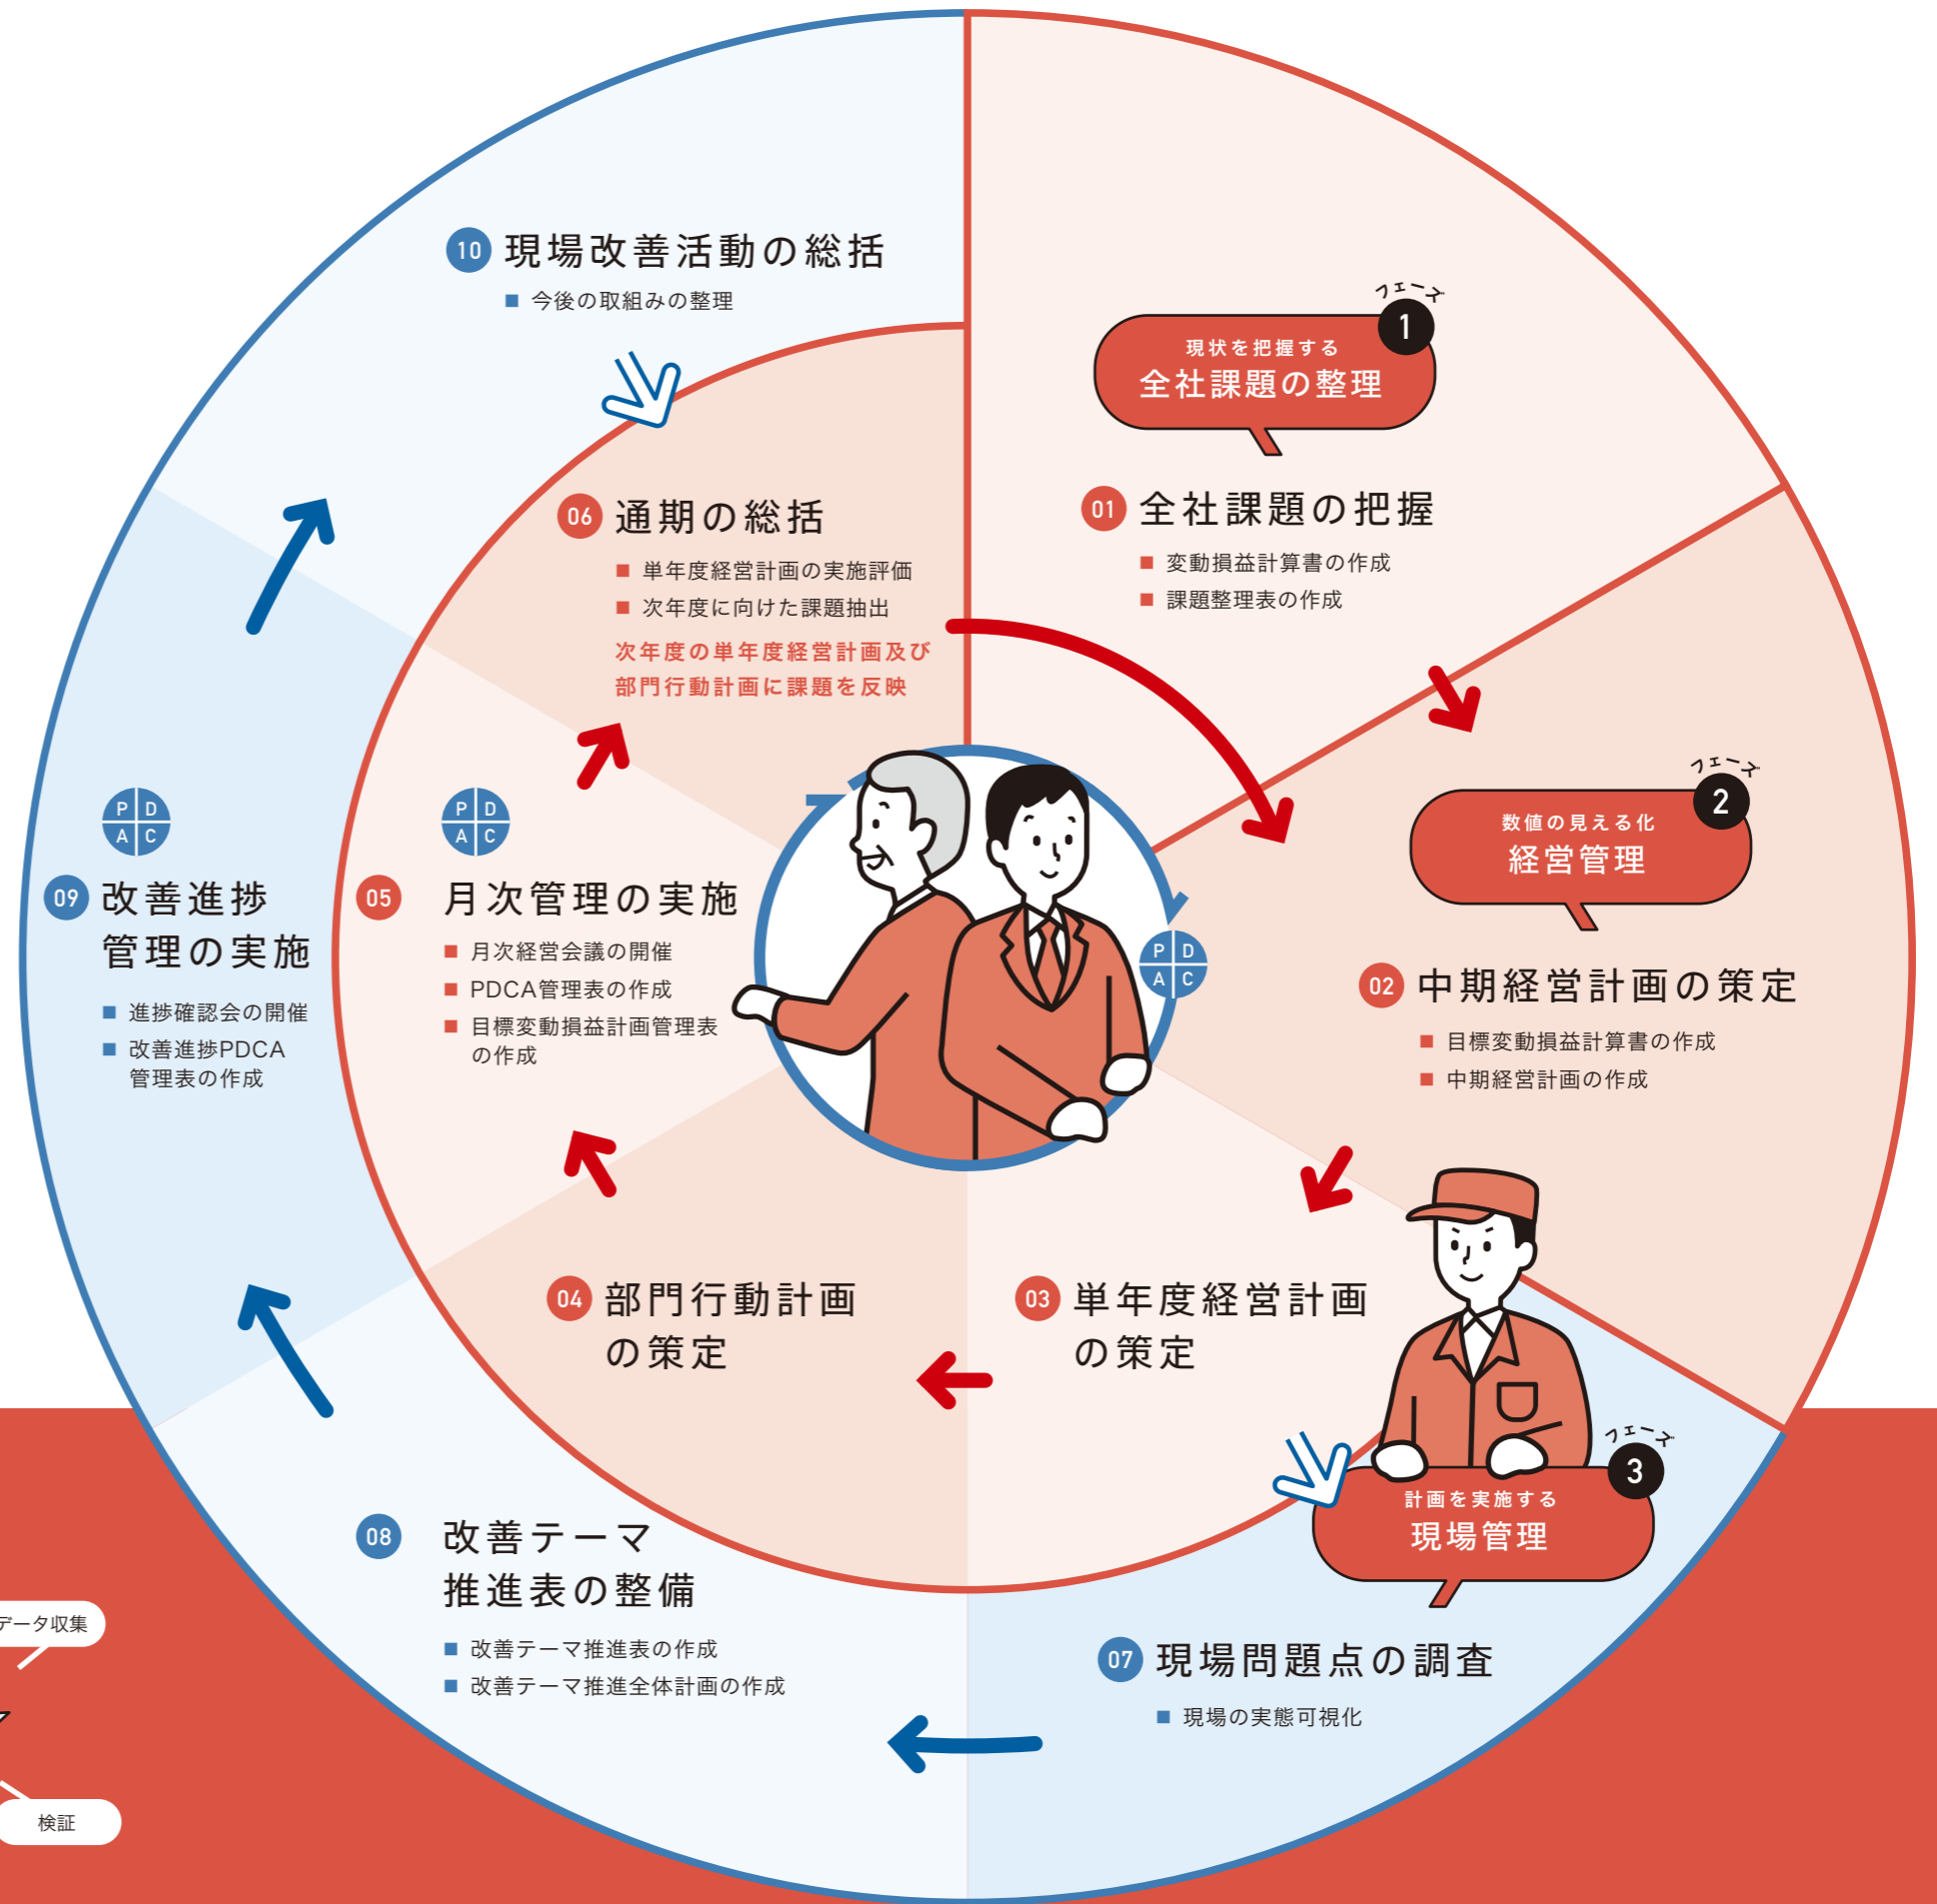 フェーズ
1
現状を把握する
全社課題の整理
01 全社課題の把握
■ 変動損益計算書の作成
■ 課題整理表の作成
フェーズ
2
数値の見える化
経営管理
02 中期経営計画の策定
■ 目標変動損益計算書の作成
■ 中期経営計画の作成
03 単年度経営計画
の策定
04 部門行動計画
の策定
P D
A C
05 月次管理の実施
■ 月次経営会議の開催
■ PDCA管理表の作成
■ 目標変動損益計画管理表
の作成
06 通期の総括
■ 単年度経営計画の実施評価
■ 次年度に向けた課題抽出
次年度の単年度経営計画及び
部門行動計画に課題を反映
P D
A C
フェーズ
3
計画を実施する
現場管理
07 現場問題点の調査
■ 現場の実態可視化
08 改善テーマ
推進表の整備
■ 改善テーマ推進表の作成
■ 改善テーマ推進全体計画の作成
P D
A C
09 改善進捗
管理の実施
■ 進捗確認会の開催
■ 改善進捗PDCA
管理表の作成
10 現場改善活動の総括
■ 今後の取組みの整理
データ収集
検証